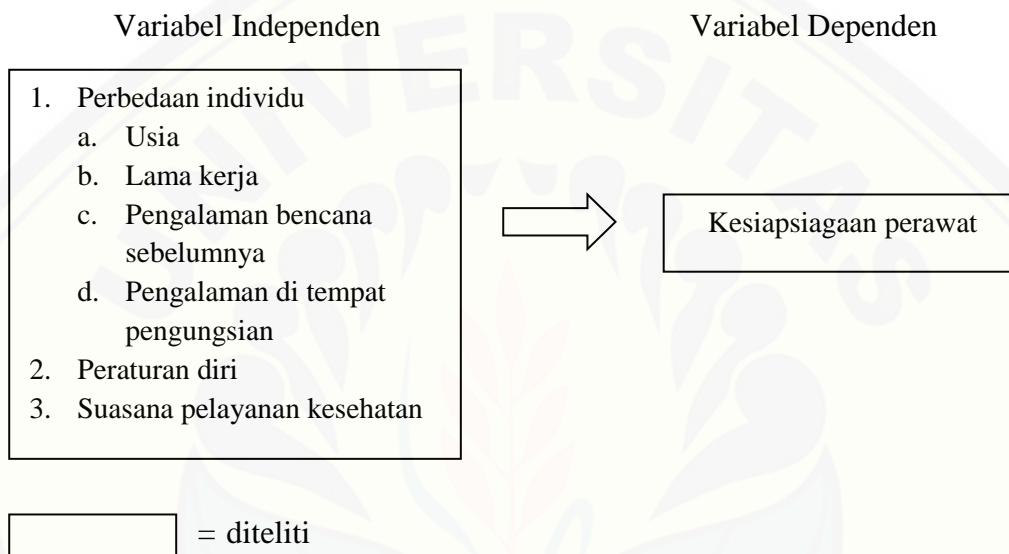 Variabel Independen
Variabel Dependen
1. Perbedaan individu
a. Usia
b. Lama kerja
c. Pengalaman bencana
sebelumnya
d. Pengalaman di tempat
pengungsian
2. Peraturan diri
3. Suasana pelayanan kesehatan
Kesiapsiagaan perawat
= diteliti
UNIVERSITAS